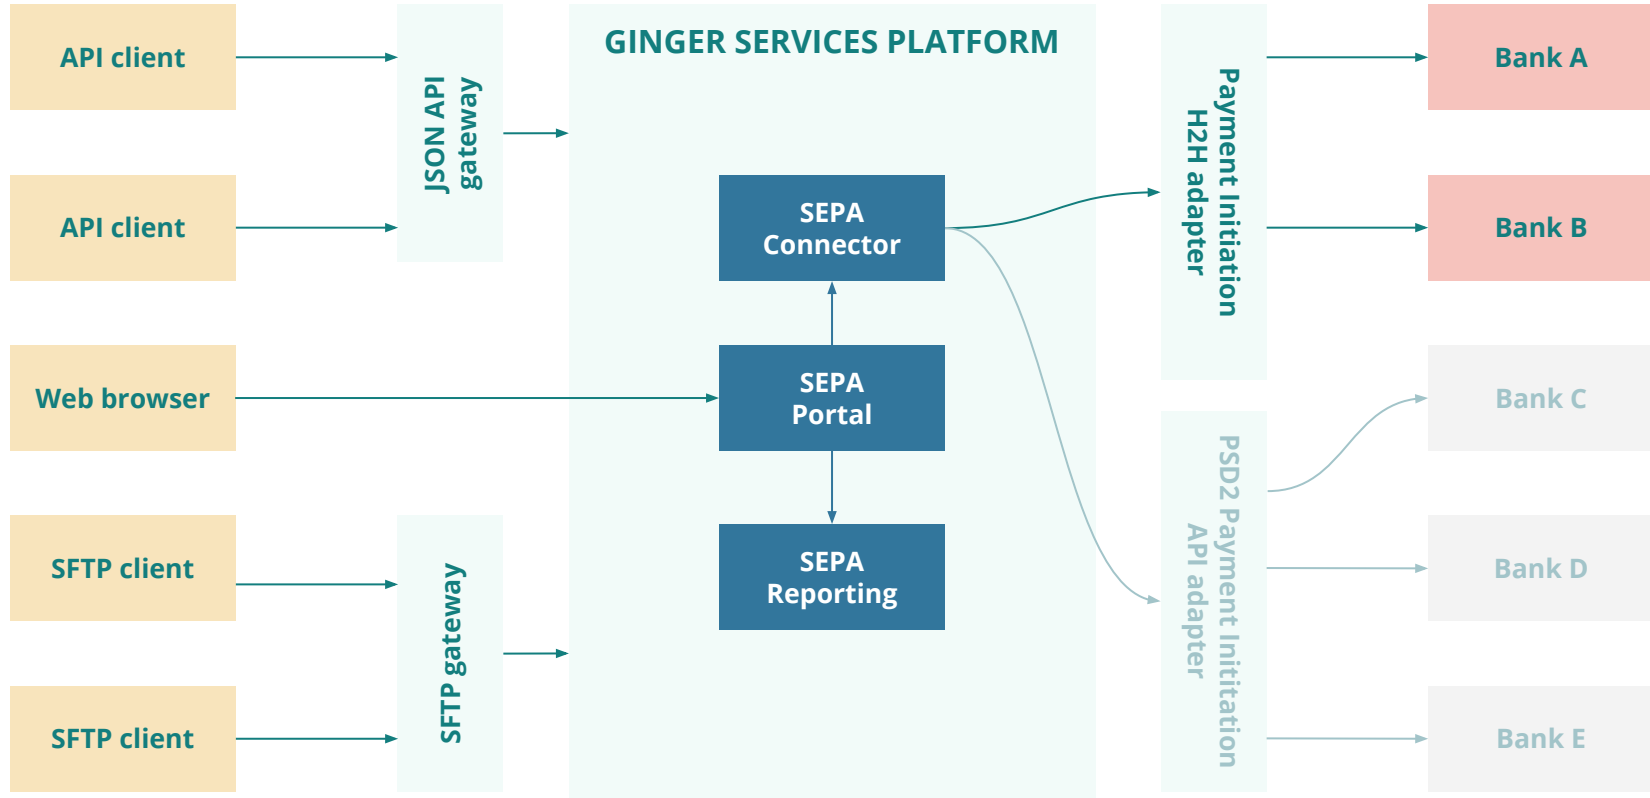 API client
API client
Web browser
SFTP client
SFTP client
JSON API
gateway
SFTP gateway
GINGER SERVICES PLATFORM
SEPA
Connector
SEPA
Portal
SEPA
Reporting
Payment Initiation
H2H adapter
PSD2 Payment Inititation
API adapter
Bank A
Bank B
Bank C
Bank D
Bank E